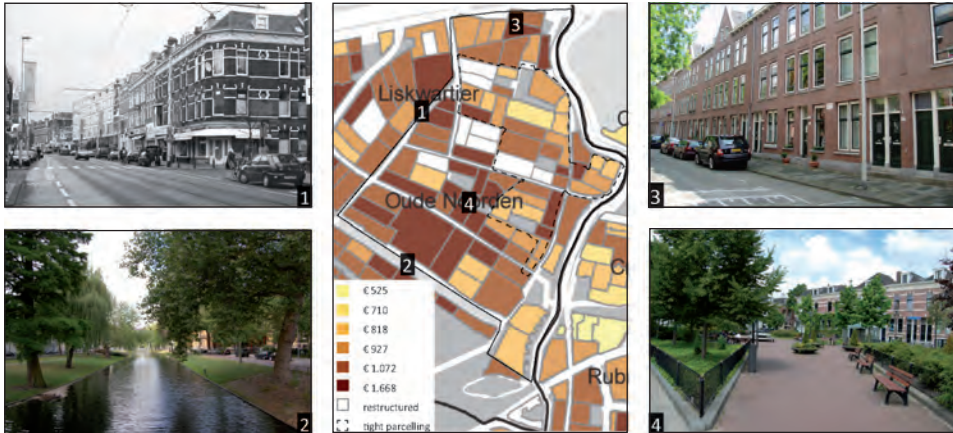 1
2
3
Liskwartier
1
C
Oude Noorden
4
2
€ 525
€ 710
€ 818
€ 927
€ 1.072
€ 1.668
restructured
tight parcelling
C
Rub
3
4